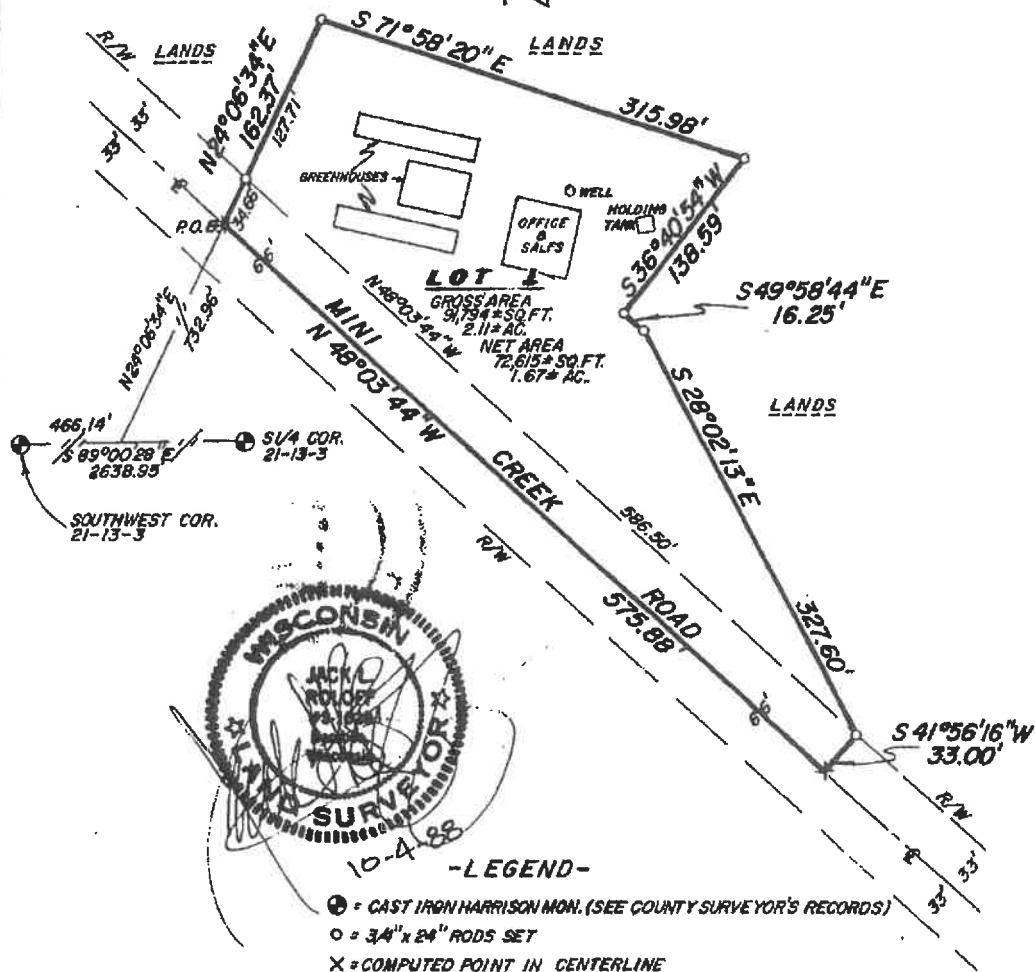 S 71°58'20" E
315.98'
LANDS
R/W
LANDS
33'
33'
N24°06'34"E
162.37'
127.71'
34.66'
GREENHOUSES
WELL
HOLDING
TANK
OFFICE
&
SALES
S 36°40'54" W
138.59'
S49°58'44"E
16.25'
P.O.B.
66'
LOT 1
GROSS AREA
91,794± SQ.FT.
2.11± AC.
NET AREA
72,615± SQ.FT.
1.67± AC.
N48°03'44"W
MINI
N 48°03'44"W
CREEK
ROAD
586.50'
575.88'
R/W
N24°06'34"E
732.96'
466.14'
S 89°00'28"E
2638.95
S1/4 COR.
21-13-3
SOUTHWEST COR.
21-13-3
LANDS
S 28°02'13"E
327.60'
66'
S 41°56'16"W
33.00'
R/W
33'
33'
WISCONSIN
JACK L.
ROLOFF
LAND SURVEYOR
10-4-88
-LEGEND-
= CAST IRON HARRISON MON. (SEE COUNTY SURVEYOR'S RECORDS)
= 3/4" x 24" RODS SET
X = COMPUTED POINT IN CENTERLINE